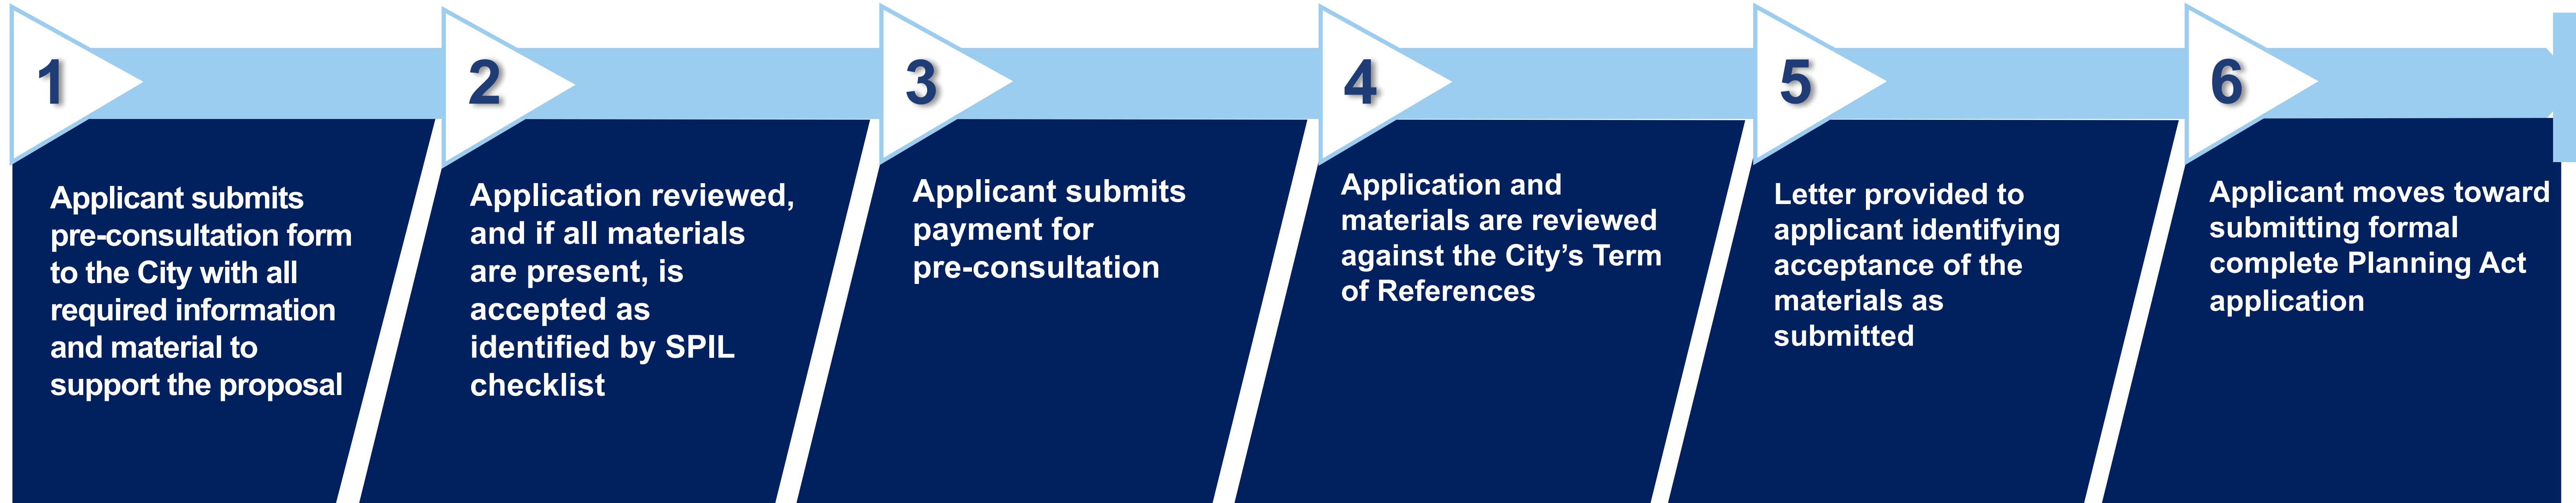 1
Applicant submits
pre-consultation form
to the City with all
required information
and material to
support the proposal
2
Application reviewed,
and if all materials
are present, is
accepted as
identified by SPIL
checklist
3
Applicant submits
payment for
pre-consultation
4
Application and
materials are reviewed
against the City’s Term
of References
5
Letter provided to
applicant identifying
acceptance of the
materials as
submitted
6
Applicant moves toward
submitting formal
complete Planning Act
application